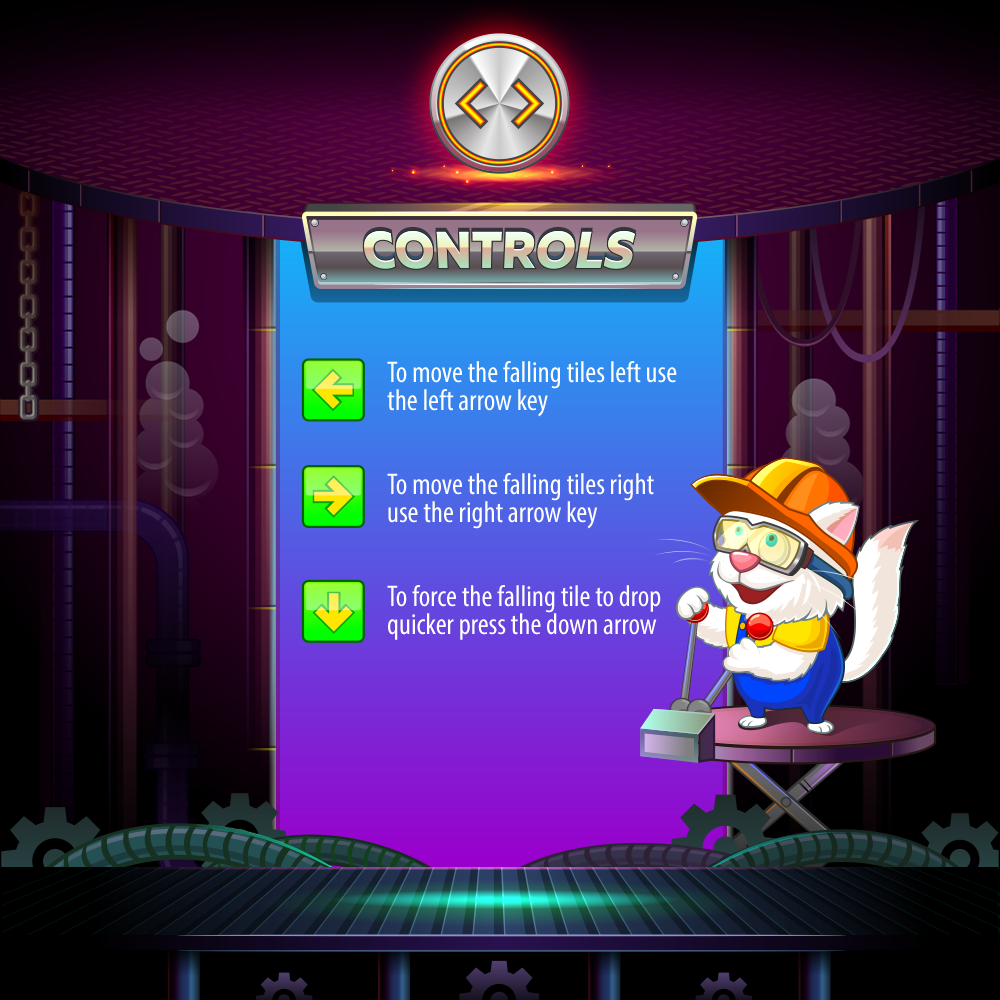 CONTROLS
To move the falling tiles left use
the left arrow key
To move the falling tiles right
use the right arrow key
To force the falling tile to drop
quicker press the down arrow